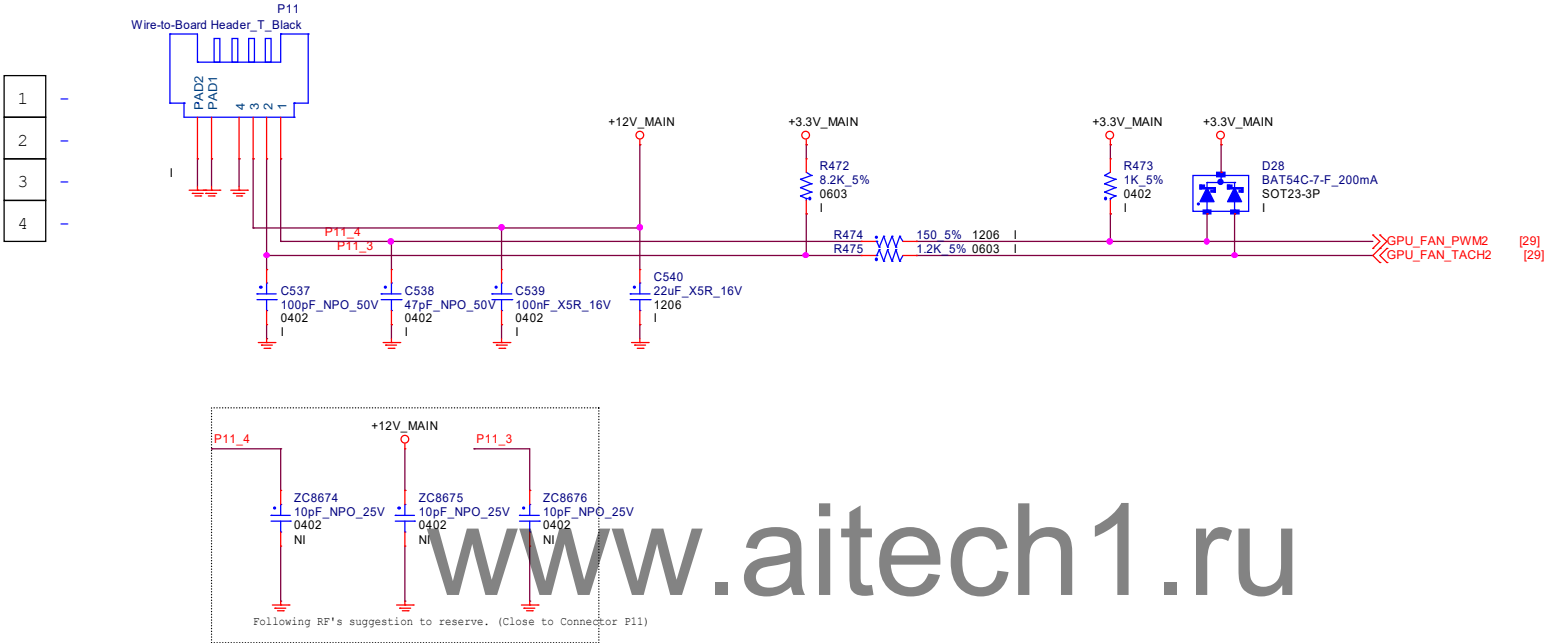 P11
Wire-to-Board Header_T_Black
PAD2
PAD1
4
3
2
1
I
1 -
2 -
3 -
4 -
+12V_MAIN
+3.3V_MAIN
+3.3V_MAIN
+3.3V_MAIN
R472
8.2K_5%
0603
I
R473
1K_5%
0402
I
D28
BAT54C-7-F_200mA
SOT23-3P
I
P11_4
P11_3
R474 150_5% 1206 I
R475 1.2K_5% 0603 I
GPU_FAN_PWM2 [29]
GPU_FAN_TACH2 [29]
C537
100pF_NPO_50V
0402
I
C538
47pF_NPO_50V
0402
I
C539
100nF_X5R_16V
0402
I
C540
22uF_X5R_16V
1206
I
P11_4
+12V_MAIN
P11_3
ZC8674
10pF_NPO_25V
0402
NI
ZC8675
10pF_NPO_25V
0402
NI
ZC8676
10pF_NPO_25V
0402
NI
Following RF's suggestion to reserve. (Close to Connector P11)
www.aitech1.ru